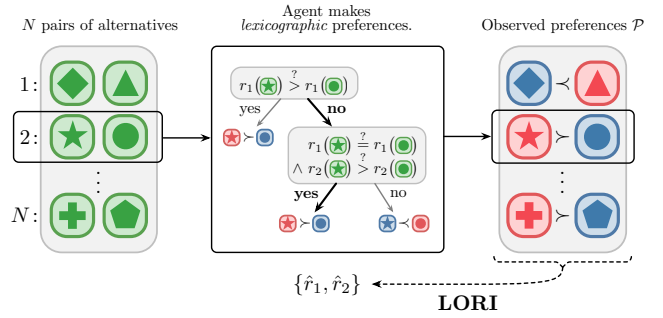 N pairs of alternatives
Agent makes
lexicographic preferences.
Observed preferences 𝒫
1:
2:
⋮
N:
r₁(★) >? r₁(●)
yes
no
≻
r₁(★) =? r₁(●)
∧ r₂(★) >? r₂(●)
yes
no
≻
≺
≺
≻
⋮
≻
{r̂₁, r̂₂}
LORI